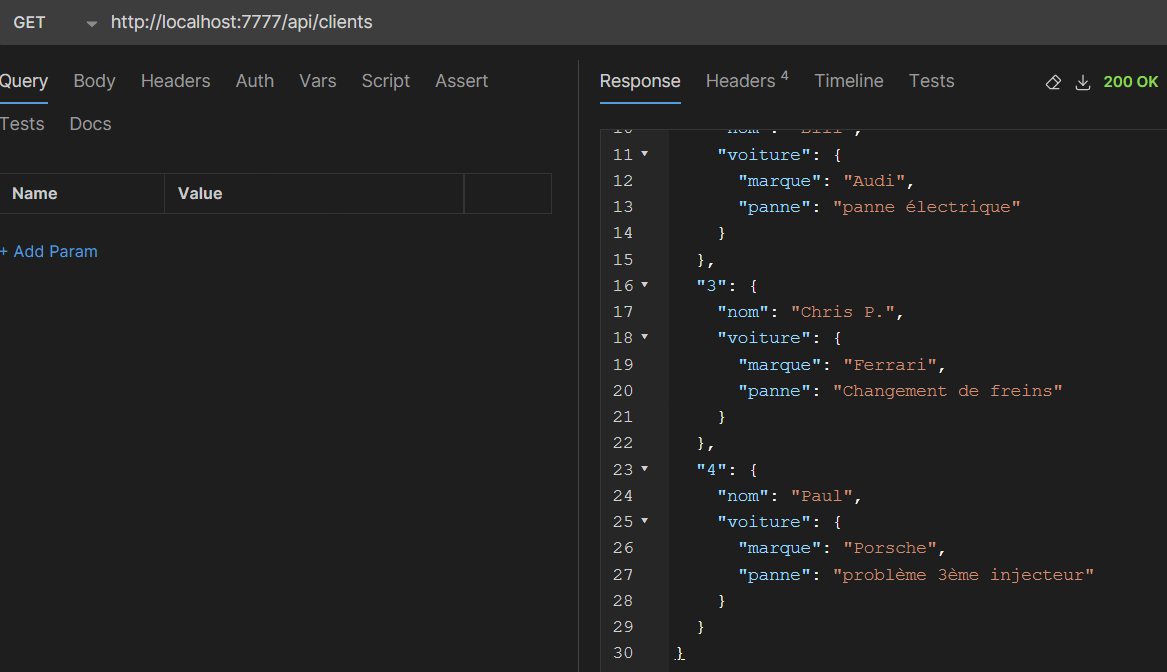 GET http://localhost:7777/api/clients
Query Body Headers Auth Vars Script Assert
Tests Docs
Name Value
+ Add Param
Response Headers 4 Timeline Tests 200 OK
10 "nom": "Bill",
11 "voiture": {
12 "marque": "Audi",
13 "panne": "panne électrique"
14 }
15 },
16 "3": {
17 "nom": "Chris P.",
18 "voiture": {
19 "marque": "Ferrari",
20 "panne": "Changement de freins"
21 }
22 },
23 "4": {
24 "nom": "Paul",
25 "voiture": {
26 "marque": "Porsche",
27 "panne": "problème 3ème injecteur"
28 }
29 }
30 }